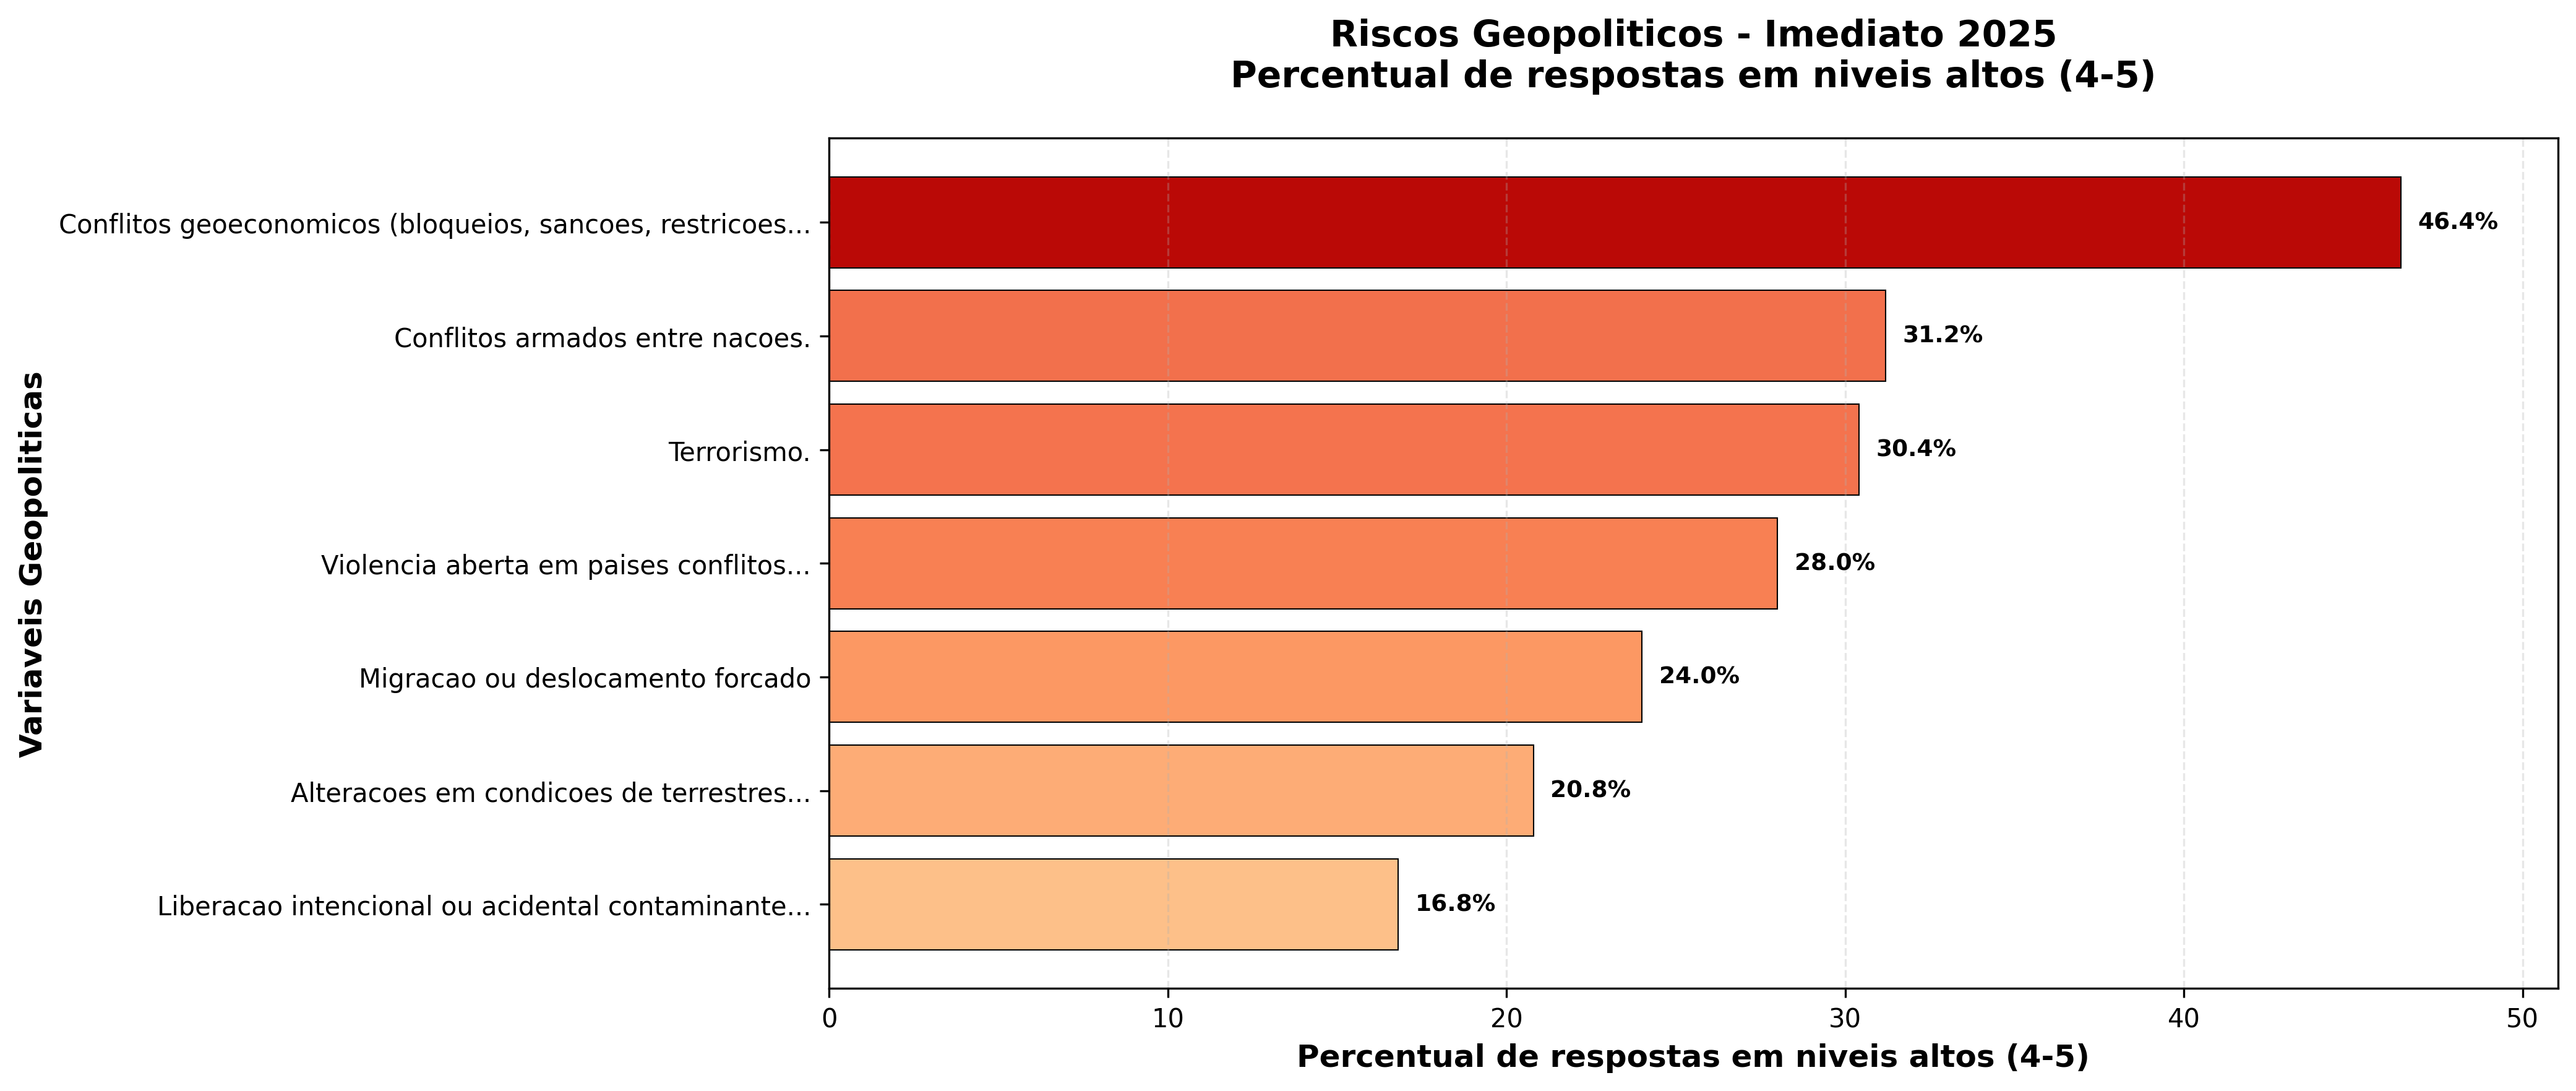 Riscos Geopoliticos - Imediato 2025
Percentual de respostas em niveis altos (4-5)
Variaveis Geopoliticas
Conflitos geoeconomicos (bloqueios, sancoes, restricoes...
46.4%
Conflitos armados entre nacoes.
31.2%
Terrorismo.
30.4%
Violencia aberta em paises conflitos...
28.0%
Migracao ou deslocamento forcado
24.0%
Alteracoes em condicoes de terrestres...
20.8%
Liberacao intencional ou acidental contaminante...
16.8%
0 10 20 30 40 50
Percentual de respostas em niveis altos (4-5)